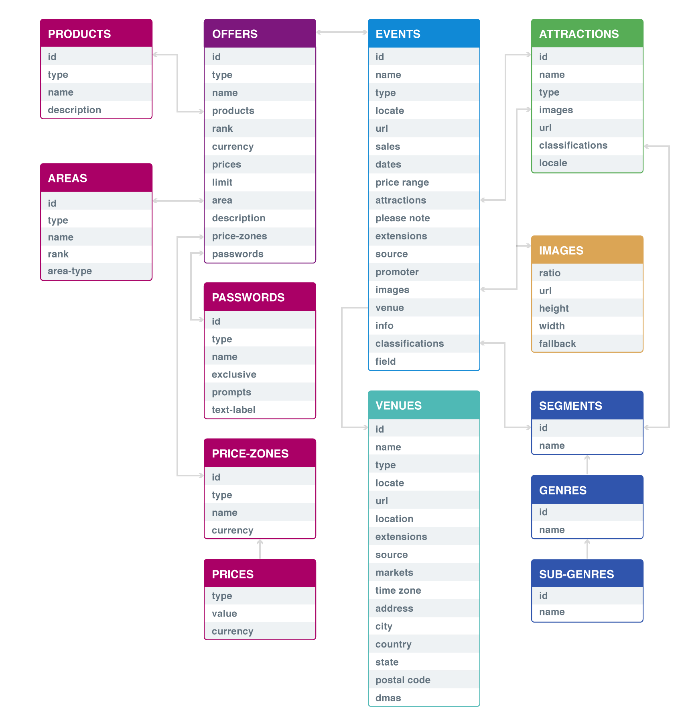 PRODUCTS
id
type
name
description
AREAS
id
type
name
rank
area-type
OFFERS
id
type
name
products
rank
currency
prices
limit
area
description
price-zones
passwords
PASSWORDS
id
type
name
exclusive
prompts
text-label
PRICE-ZONES
id
type
name
currency
PRICES
type
value
currency
EVENTS
id
name
type
locate
url
sales
dates
price range
attractions
please note
extensions
source
promoter
images
venue
info
classifications
field
VENUES
id
name
type
locate
url
location
extensions
source
markets
time zone
address
city
country
state
postal code
dmas
ATTRACTIONS
id
name
type
images
url
classifications
locale
IMAGES
ratio
url
height
width
fallback
SEGMENTS
id
name
GENRES
id
name
SUB-GENRES
id
name